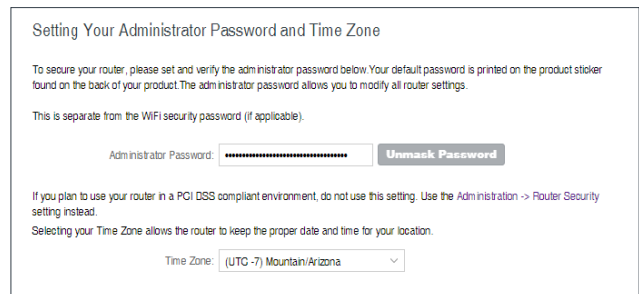 Setting Your Administrator Password and Time Zone
To secure your router, please set and verify the administrator password below.Your default password is printed on the product sticker
found on the back of your product.The administrator password allows you to modify all router settings.
This is separate from the WiFi security password (if applicable).
Administrator Password: •••••••••••••••••••••••••••••••••••• Unmask Password
If you plan to use your router in a PCI DSS compliant environment, do not use this setting. Use the Administration -> Router Security
setting instead.
Selecting your Time Zone allows the router to keep the proper date and time for your location.
Time Zone: (UTC -7) Mountain/Arizona